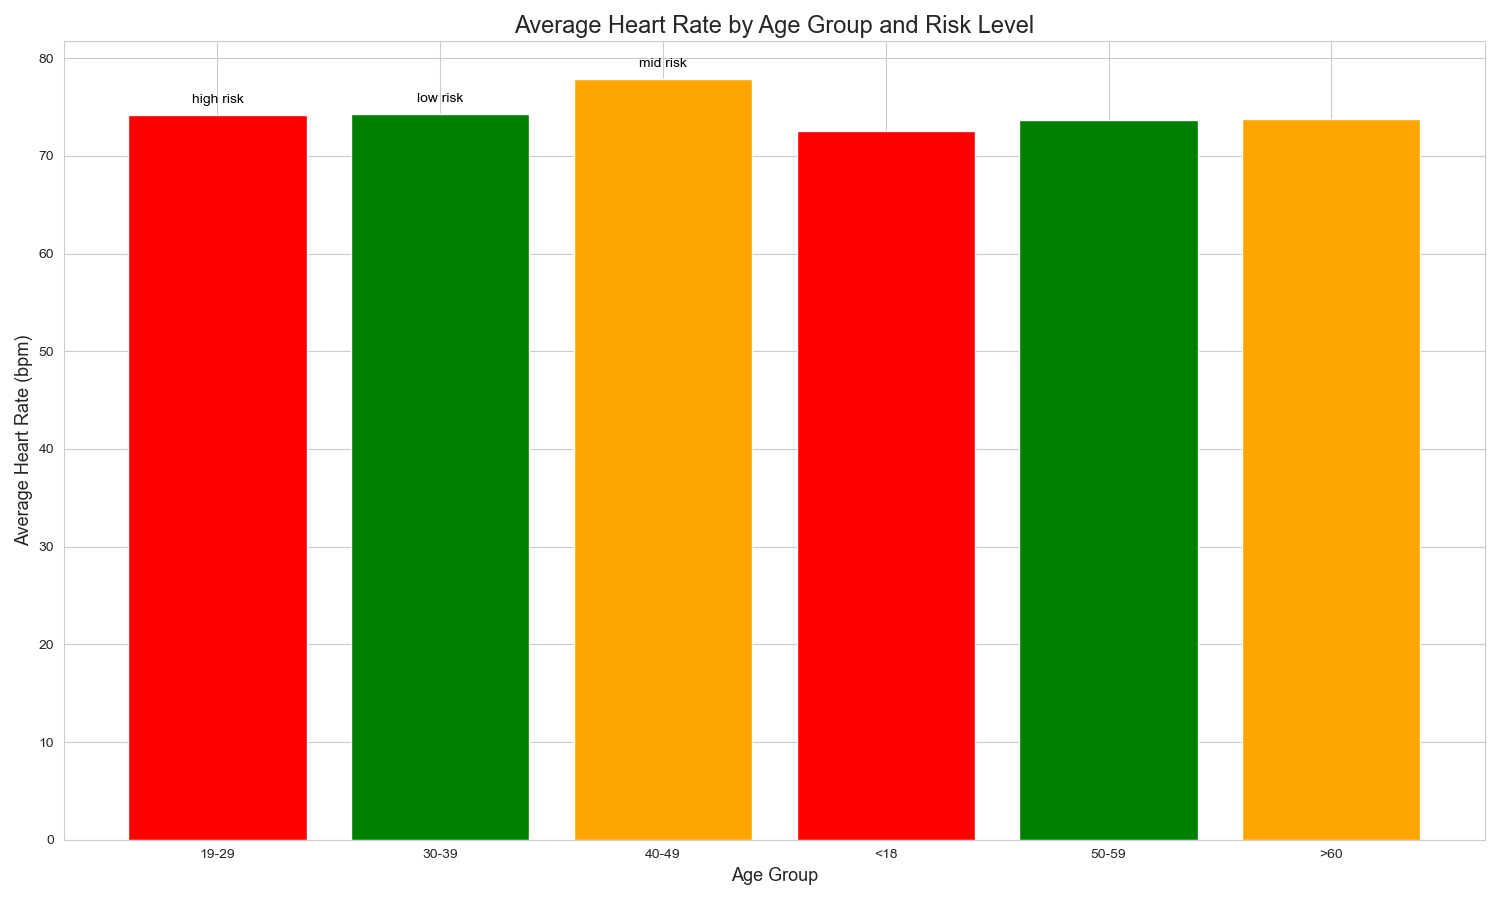 Average Heart Rate by Age Group and Risk Level
80
70
60
50
40
30
20
10
0
Average Heart Rate (bpm)
high risk
low risk
mid risk
19-29
30-39
40-49
<18
50-59
>60
Age Group